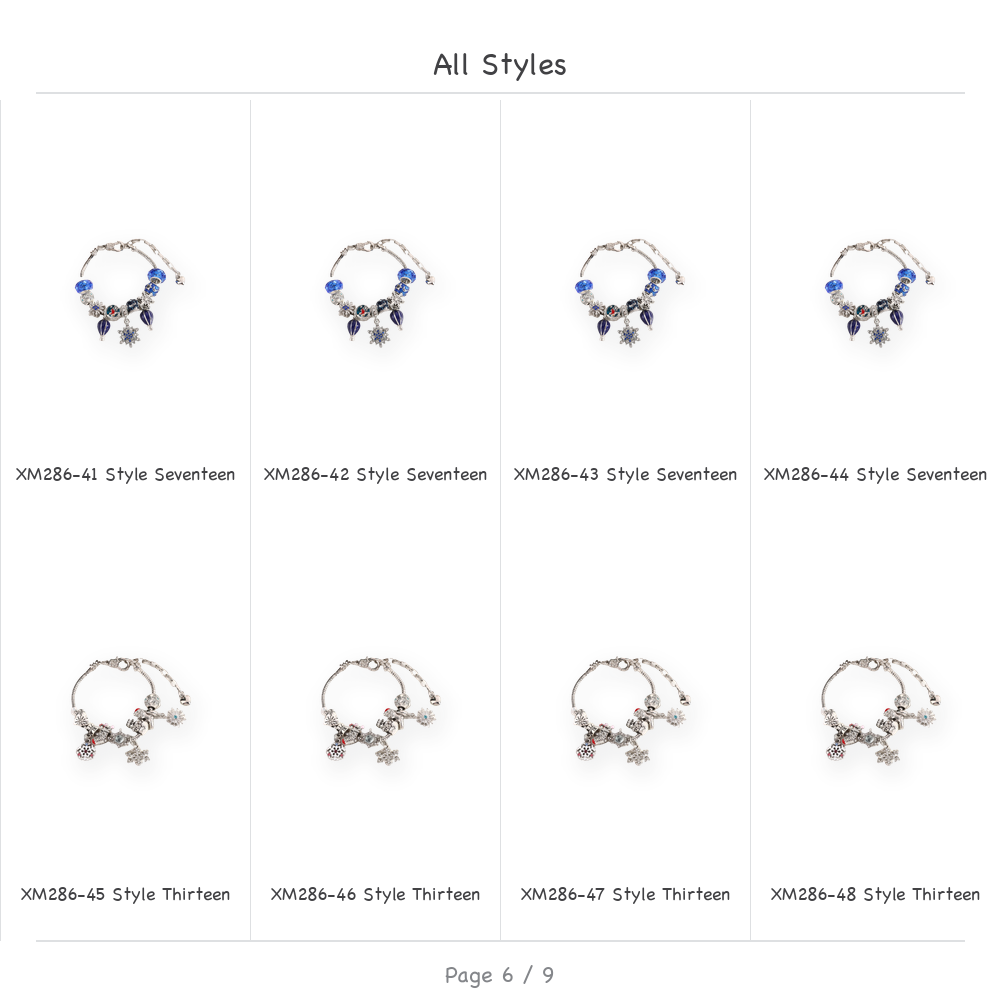 All Styles
XM286-41 Style Seventeen
XM286-42 Style Seventeen
XM286-43 Style Seventeen
XM286-44 Style Seventeen
XM286-45 Style Thirteen
XM286-46 Style Thirteen
XM286-47 Style Thirteen
XM286-48 Style Thirteen
Page 6 / 9